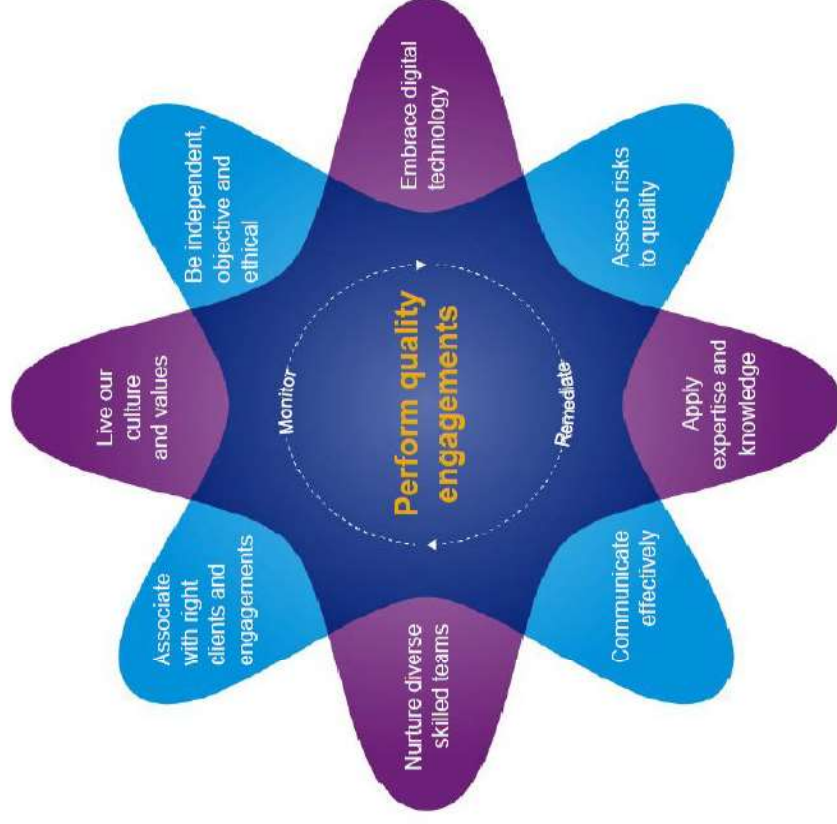 Live our
culture
and values
Be independent,
objective and
ethical
Embrace digital
technology
Assess risks
to quality
Apply
expertise and
knowledge
Communicate
effectively
Nurture diverse
skilled teams
Associate
with right
clients and
engagements
Monitor
Perform quality
engagements
Remediate